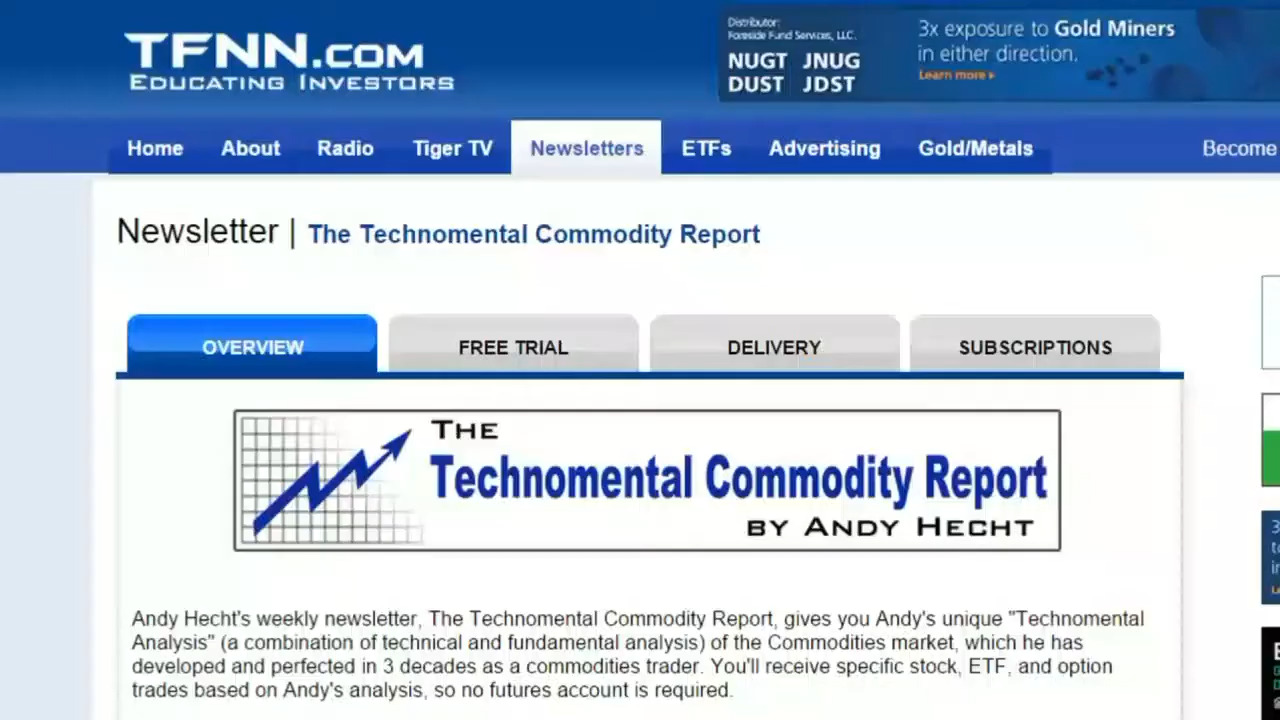 TFNN.COM
EDUCATING INVESTORS
Distributor:
Foreside Fund Services, LLC.
NUGT JNUG
DUST JDST
3x exposure to Gold Miners
in either direction.
Learn more
Home About Radio Tiger TV Newsletters ETFs Advertising Gold/Metals Become
Newsletter | The Technomental Commodity Report
OVERVIEW FREE TRIAL DELIVERY SUBSCRIPTIONS
THE
Technomental Commodity Report
BY ANDY HECHT
Andy Hecht's weekly newsletter, The Technomental Commodity Report, gives you Andy's unique "Technomental
Analysis" (a combination of technical and fundamental analysis) of the Commodities market, which he has
developed and perfected in 3 decades as a commodities trader. You'll receive specific stock, ETF, and option
trades based on Andy's analysis, so no futures account is required.